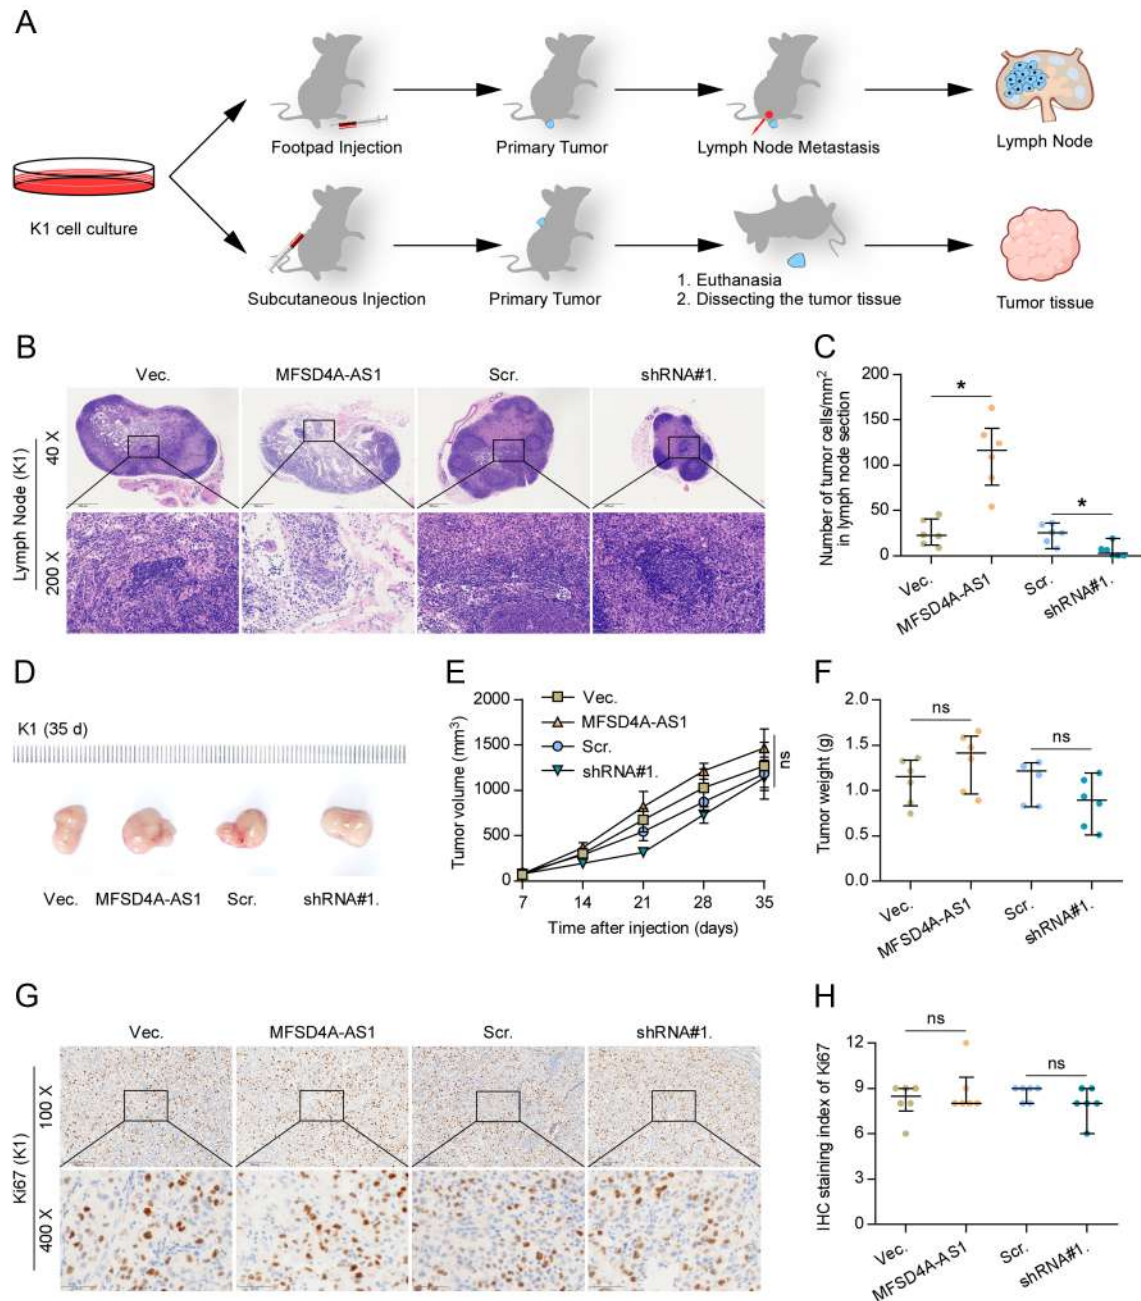 A
K1 cell culture
Footpad Injection
Primary Tumor
Lymph Node Metastasis
Lymph Node
Subcutaneous Injection
Primary Tumor
1. Euthanasia
2. Dissecting the tumor tissue
Tumor tissue
B
Vec.
MFSD4A-AS1
Scr.
shRNA#1.
Lymph Node (K1)
40 X
200 X
C
Number of tumor cells/mm²
in lymph node section
200
150
100
50
0
*
*
Vec.
MFSD4A-AS1
Scr.
shRNA#1.
D
K1 (35 d)
Vec.
MFSD4A-AS1
Scr.
shRNA#1.
E
Tumor volume (mm³)
2000
1500
1000
500
0
Vec.
MFSD4A-AS1
Scr.
shRNA#1.
ns
7 14 21 28 35
Time after injection (days)
F
Tumor weight (g)
2.0
1.5
1.0
0.5
0.0
ns
ns
Vec.
MFSD4A-AS1
Scr.
shRNA#1.
G
Vec.
MFSD4A-AS1
Scr.
shRNA#1.
Ki67 (K1)
100 X
400 X
H
IHC staining index of Ki67
12
9
6
3
0
ns
ns
Vec.
MFSD4A-AS1
Scr.
shRNA#1.